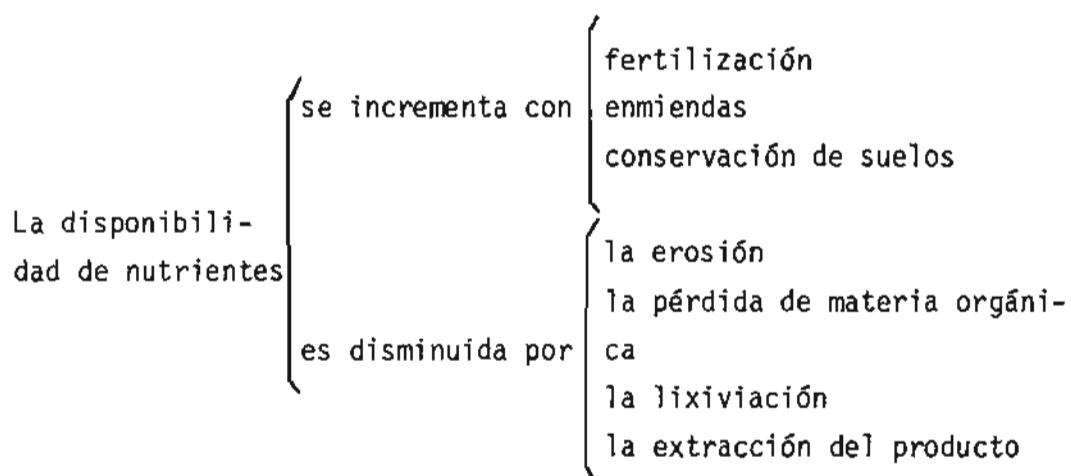 fertilización
se incrementa con
enmiendas
conservación de suelos
La disponibili-
dad de nutrientes
la erosión
la pérdida de materia orgáni-
es disminuida por
ca
la lixiviación
la extracción del producto